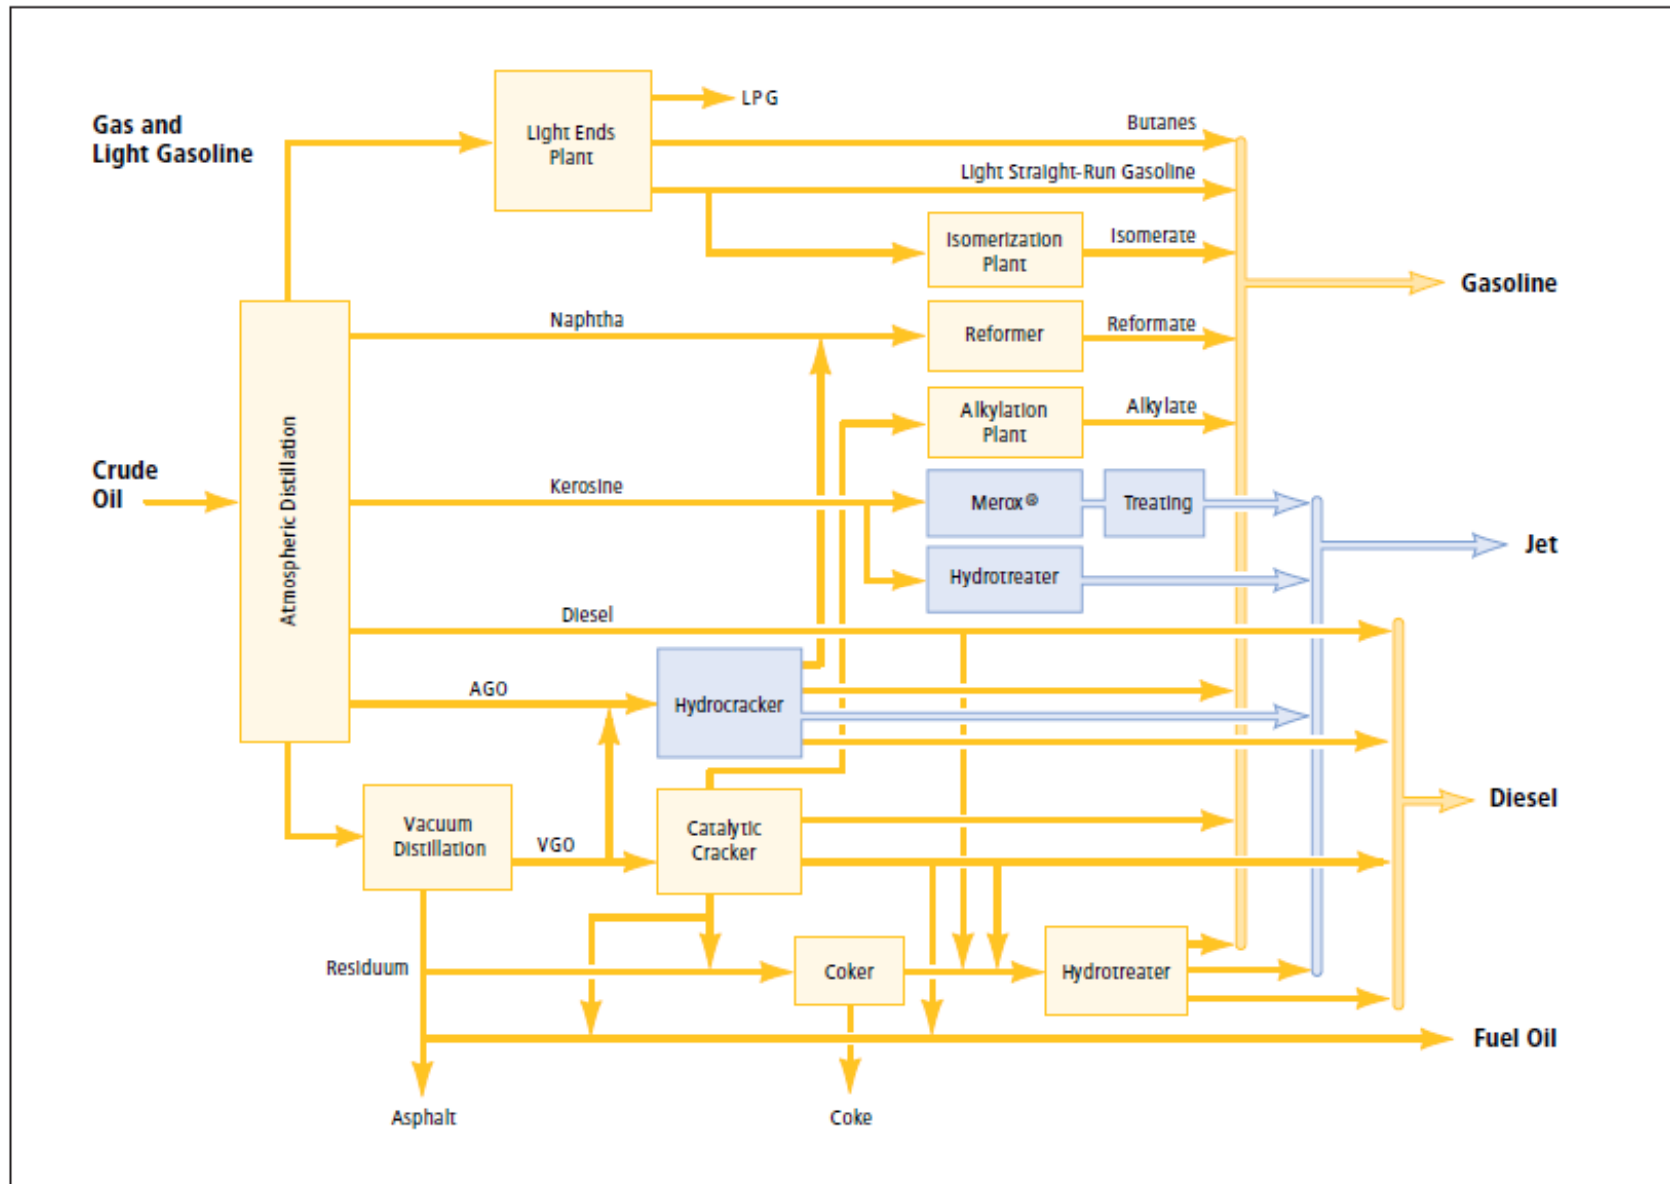 LPG
Gas and
Light Gasoline
Light Ends
Plant
Butanes
Light Straight-Run Gasoline
Isomerization
Plant
Isomerate
Gasoline
Naphtha
Reformer
Reformate
Alkylation
Plant
Alkylate
Atmospheric Distillation
Crude
Oil
Kerosine
Merox®
Treating
Jet
Hydrotreater
Diesel
AGO
Hydrocracker
Diesel
Vacuum
Distillation
VGO
Catalytic
Cracker
Residuum
Coker
Hydrotreater
Fuel Oil
Asphalt
Coke